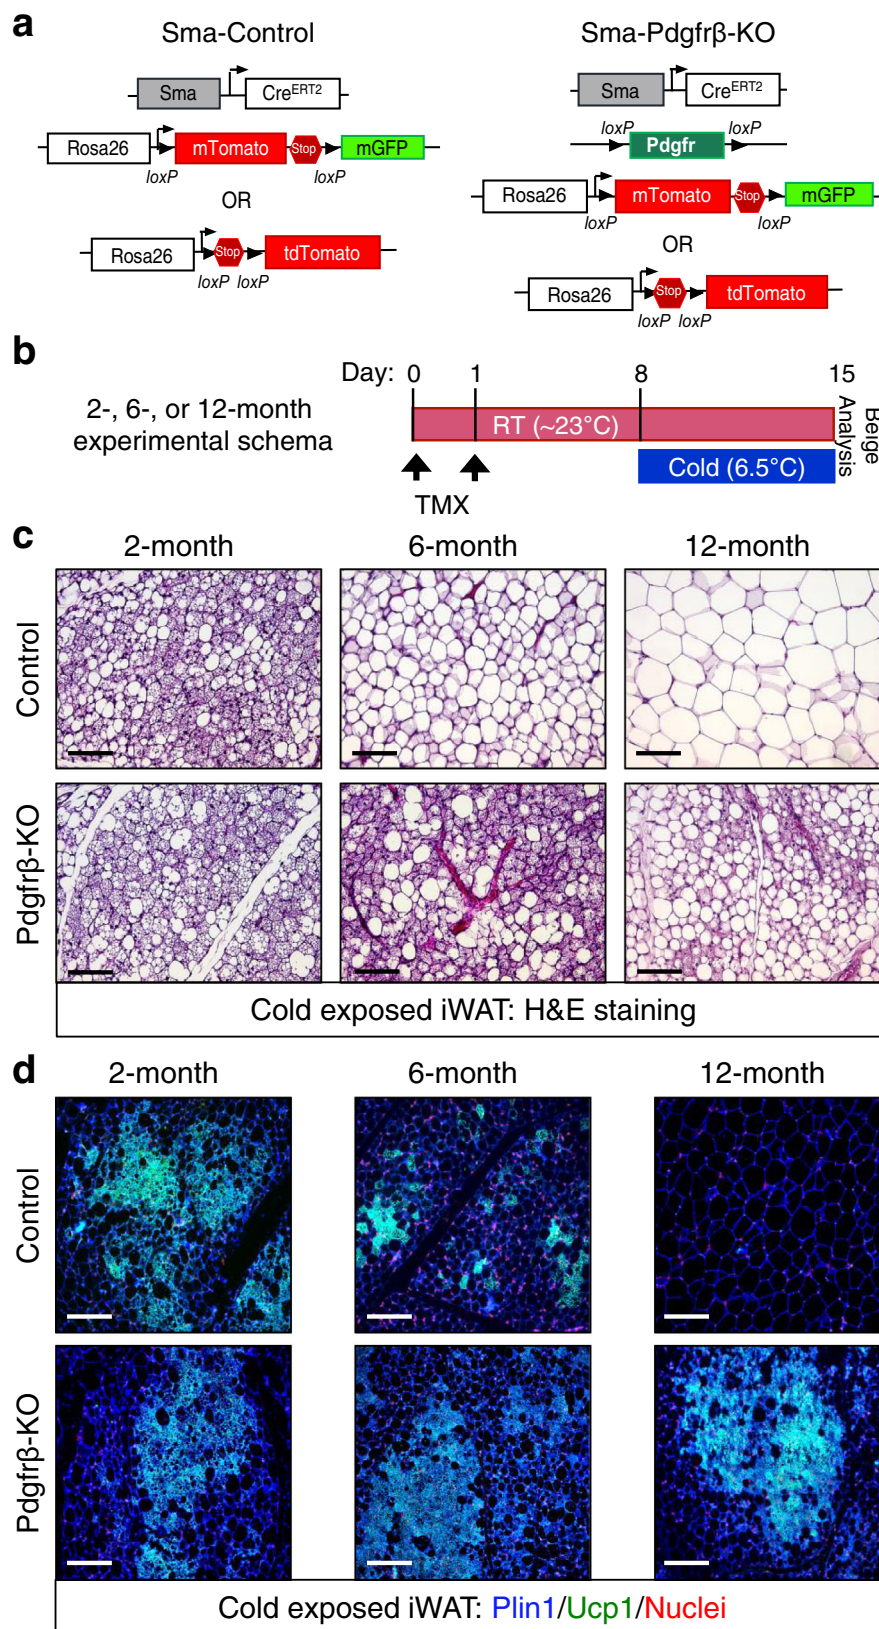 a
Sma-Control
Sma-Pdgfrβ-KO
Sma
CreERT2
Sma
CreERT2
loxP
loxP
Pdgfr
Rosa26
mTomato
Stop
mGFP
loxP
loxP
Rosa26
mTomato
Stop
mGFP
loxP
loxP
OR
OR
Rosa26
Stop
tdTomato
loxP loxP
Rosa26
Stop
tdTomato
loxP loxP
b
2-, 6-, or 12-month
experimental schema
Day: 0 1 8 15
RT (~23°C)
Cold (6.5°C)
TMX
Beige
Analysis
c
2-month 6-month 12-month
Control
Pdgfrβ-KO
Cold exposed iWAT: H&E staining
d
2-month 6-month 12-month
Control
Pdgfrβ-KO
Cold exposed iWAT: Plin1/Ucp1/Nuclei